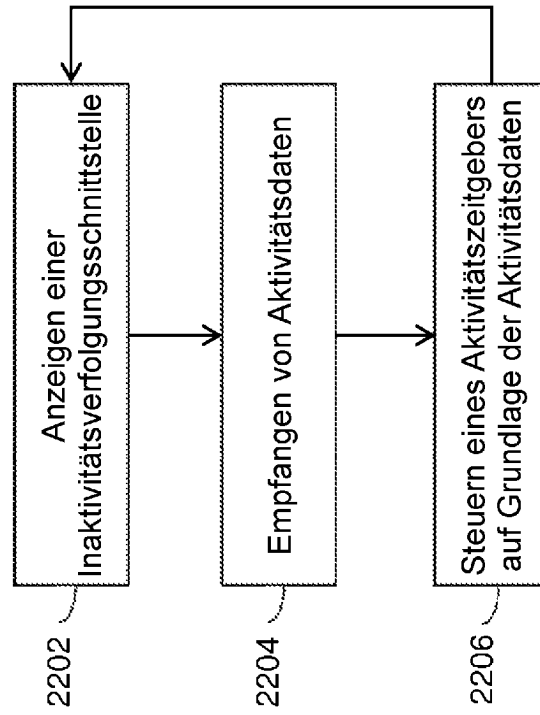 2202
Anzeigen einer
Inaktivitätsverfolgungsschnittstelle
2204
Empfangen von Aktivitätsdaten
2206
Steuern eines Aktivitätszeitgebers
auf Grundlage der Aktivitätsdaten